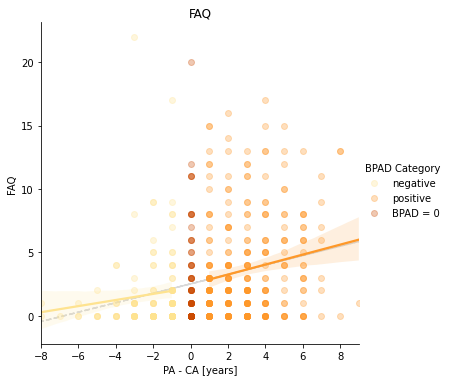 FAQ
20
15
10
5
0
FAQ
−8
−6
−4
−2
0
2
4
6
8
PA - CA [years]
BPAD Category
negative
positive
BPAD = 0